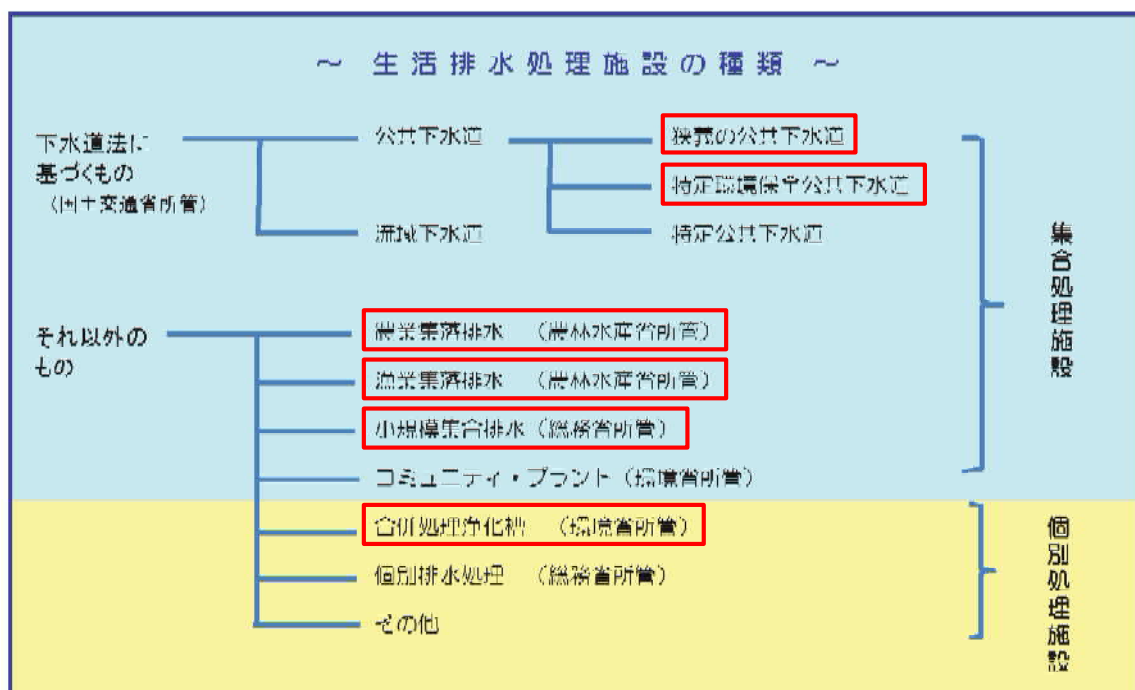 ～ 生活排水処理施設の種類 ～
下水道法に
基づくもの
（国土交通省所管）
公共下水道
流域下水道
狭義の公共下水道
特定環境保全公共下水道
特定公共下水道
それ以外の
もの
農業集落排水 （農林水産省所管）
漁業集落排水 （農林水産省所管）
小規模集合排水（総務省所管）
コミュニティ・プラント（環境省所管）
合併処理浄化槽 （環境省所管）
個別排水処理 （総務省所管）
その他
集合処理施設
個別処理施設